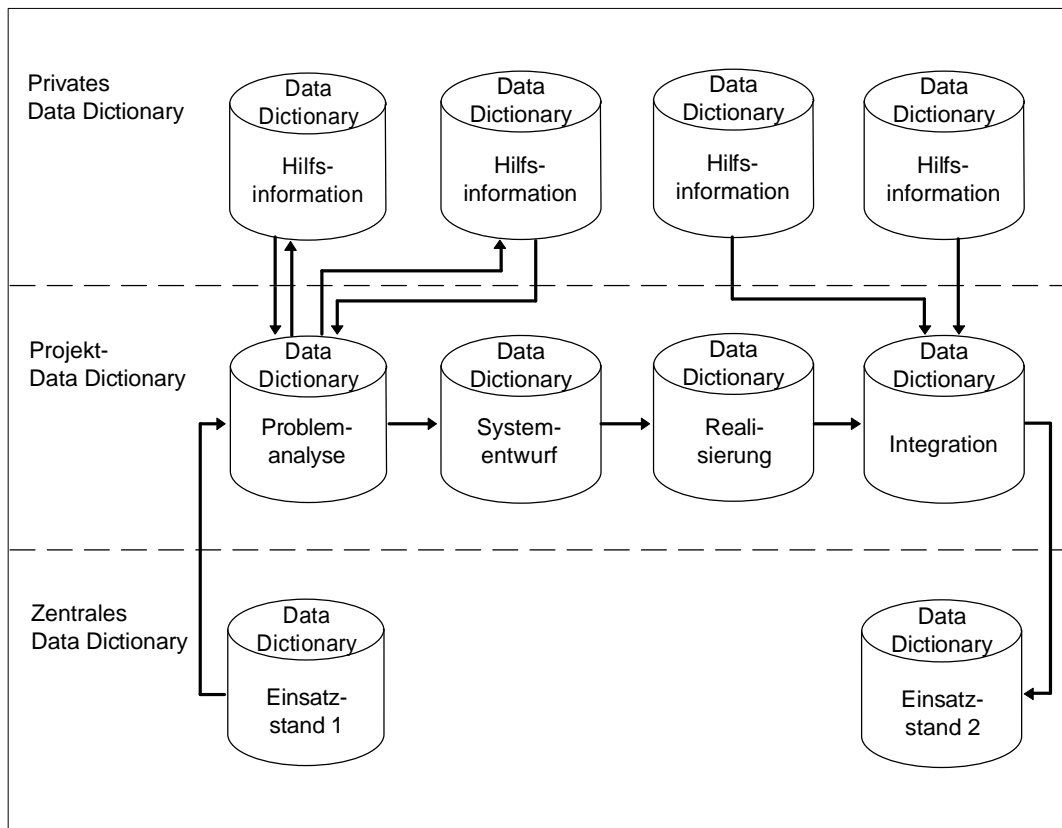 Privates
Data Dictionary
Data
Dictionary
Hilfs-
information
Data
Dictionary
Hilfs-
information
Data
Dictionary
Hilfs-
information
Data
Dictionary
Hilfs-
information
Projekt-
Data Dictionary
Data
Dictionary
Problem-
analyse
Data
Dictionary
System-
entwurf
Data
Dictionary
Reali-
sierung
Data
Dictionary
Integration
Zentrales
Data Dictionary
Data
Dictionary
Einsatz-
stand 1
Data
Dictionary
Einsatz-
stand 2